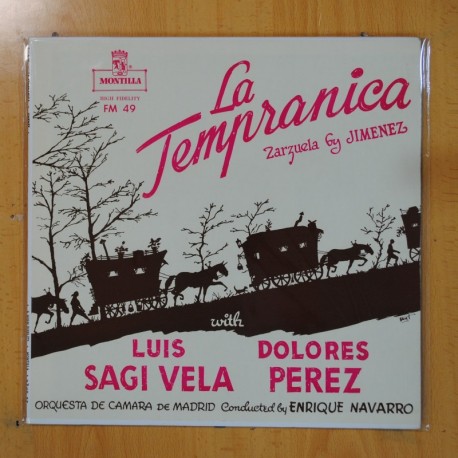 MONTILLA
HIGH FIDELITY
FM 49
La
Tempranica
Zarzuela by JIMENEZ
with
LUIS DOLORES
SAGI VELA PEREZ
ORQUESTA DE CAMARA DE MADRID Conducted by ENRIQUE NAVARRO